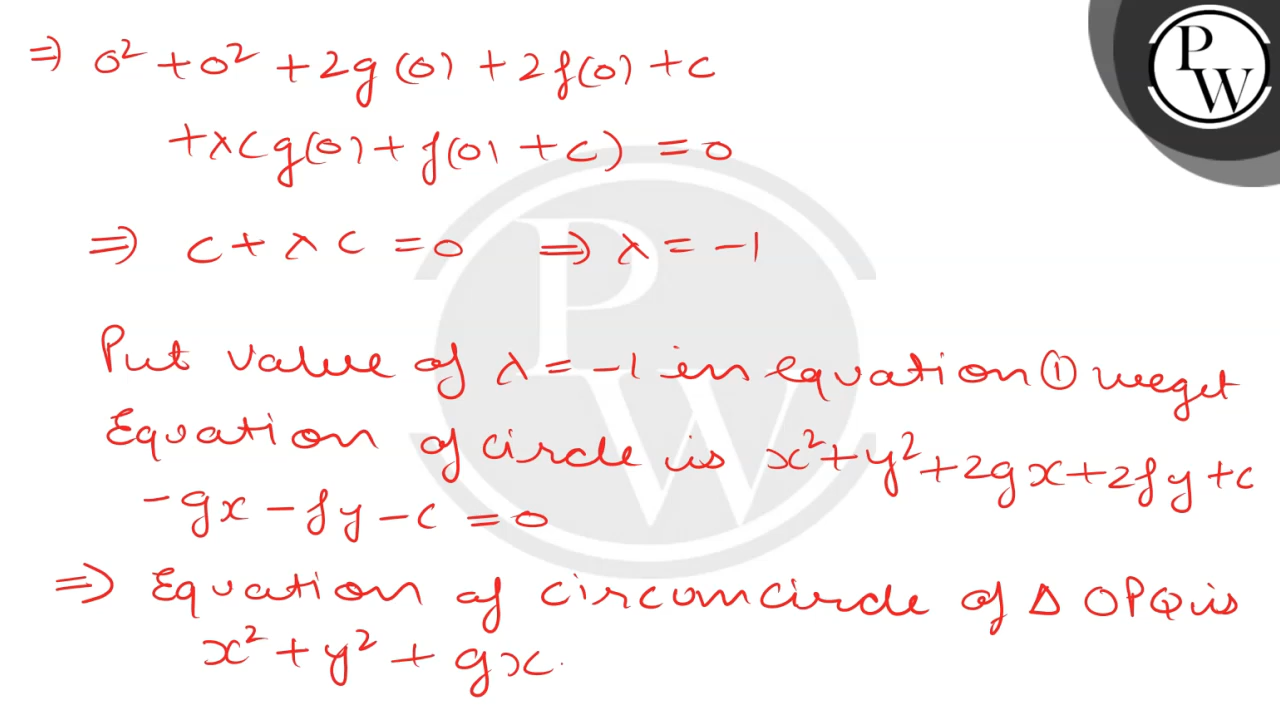 ⇒ 0² + 0² + 2g(0) + 2f(0) + c
+λ(g(0) + f(0) + c) = 0
⇒ c + λc = 0 ⇒ λ = -1
Put value of λ = -1 in equation ① we get
Equation of circle is x² + y² + 2gx + 2fy + c
- gx - fy - c = 0
⇒ Equation of circumcircle of Δ OPQ is
x² + y² + gx
PW
PW